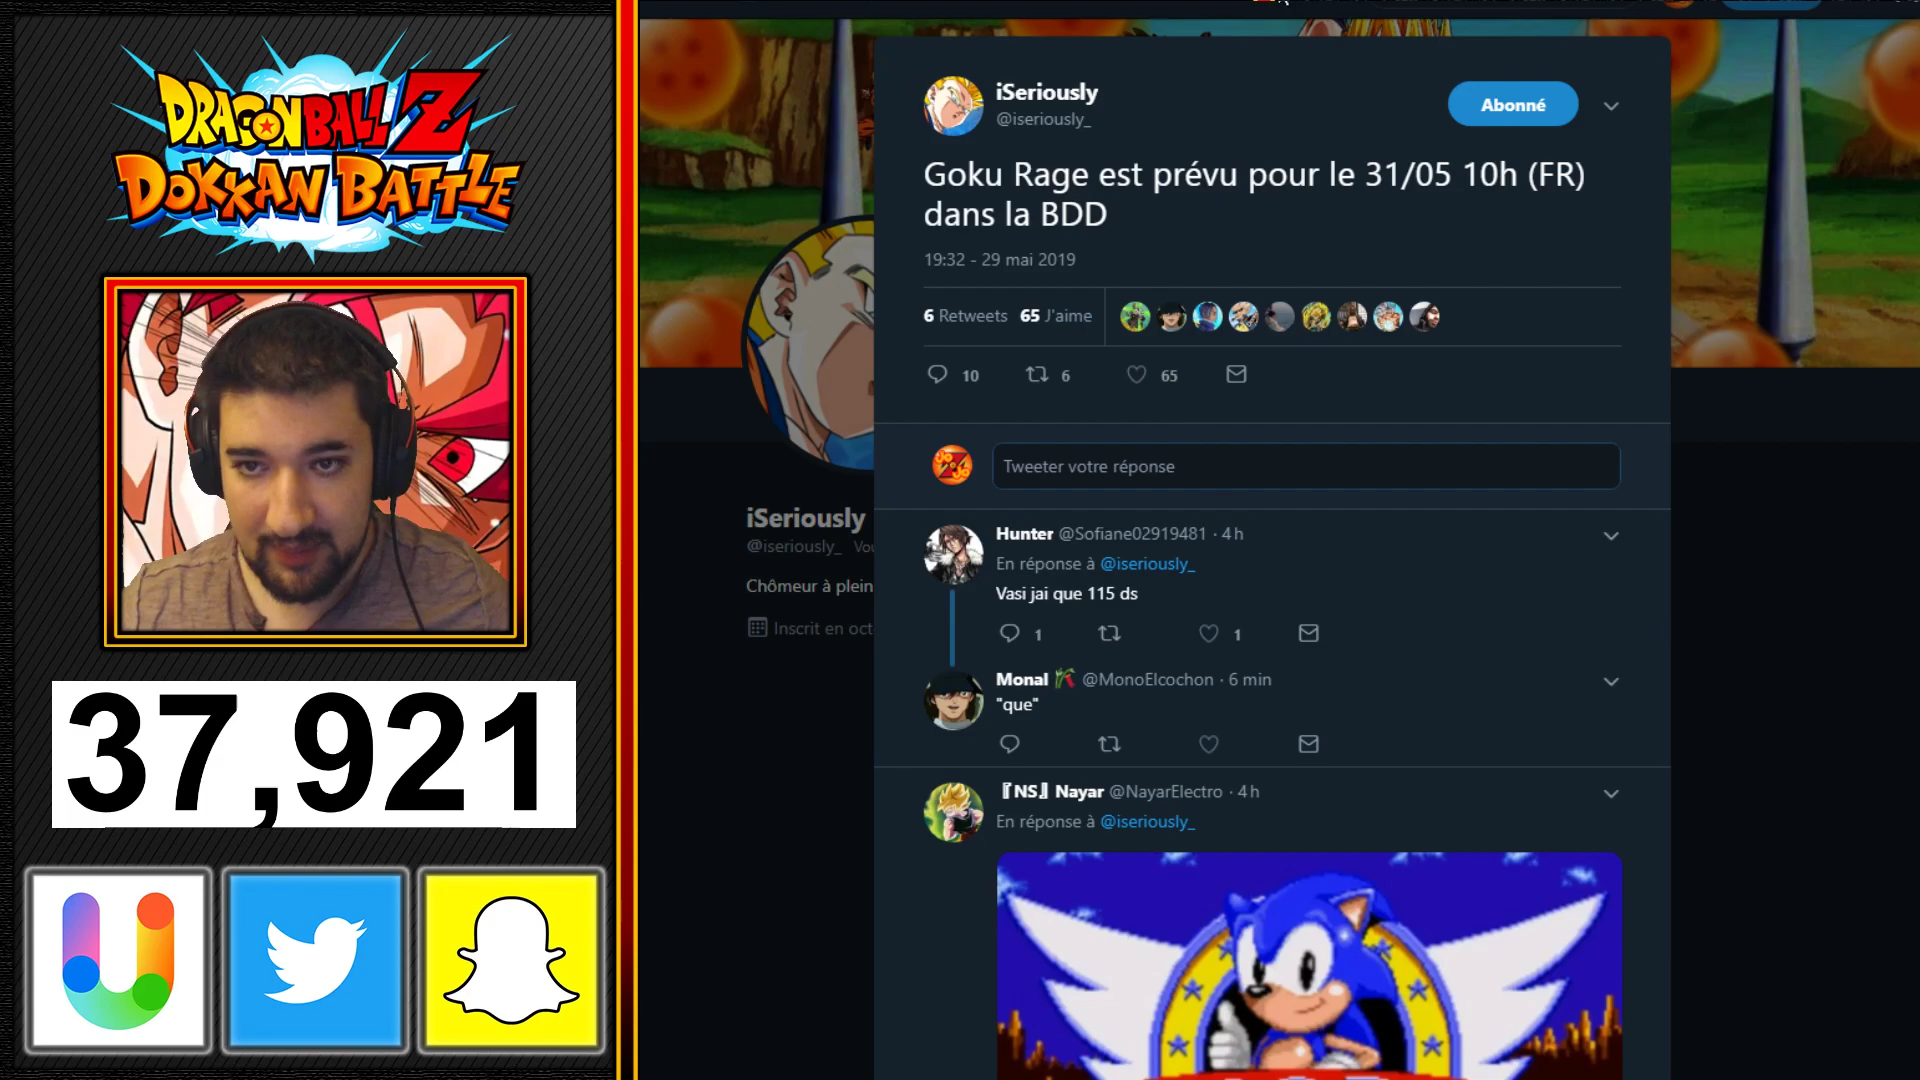 DRAGONBALL Z
DOKKAN BATTLE
37,921
iSeriously
@iseriously_
Abonné
Goku Rage est prévu pour le 31/05 10h (FR)
dans la BDD
19:32 - 29 mai 2019
6 Retweets 65 J'aime
10 6 65
JoJo
Z
Tweeter votre réponse
iSeriously
@iseriously_ Vou
Chômeur à plein
Inscrit en oct
Hunter @Sofiane02919481 · 4 h
En réponse à @iseriously_
Vasi jai que 115 ds
1 1
Monal @MonoElcochon · 6 min
"que"
『NS』 Nayar @NayarElectro · 4 h
En réponse à @iseriously_